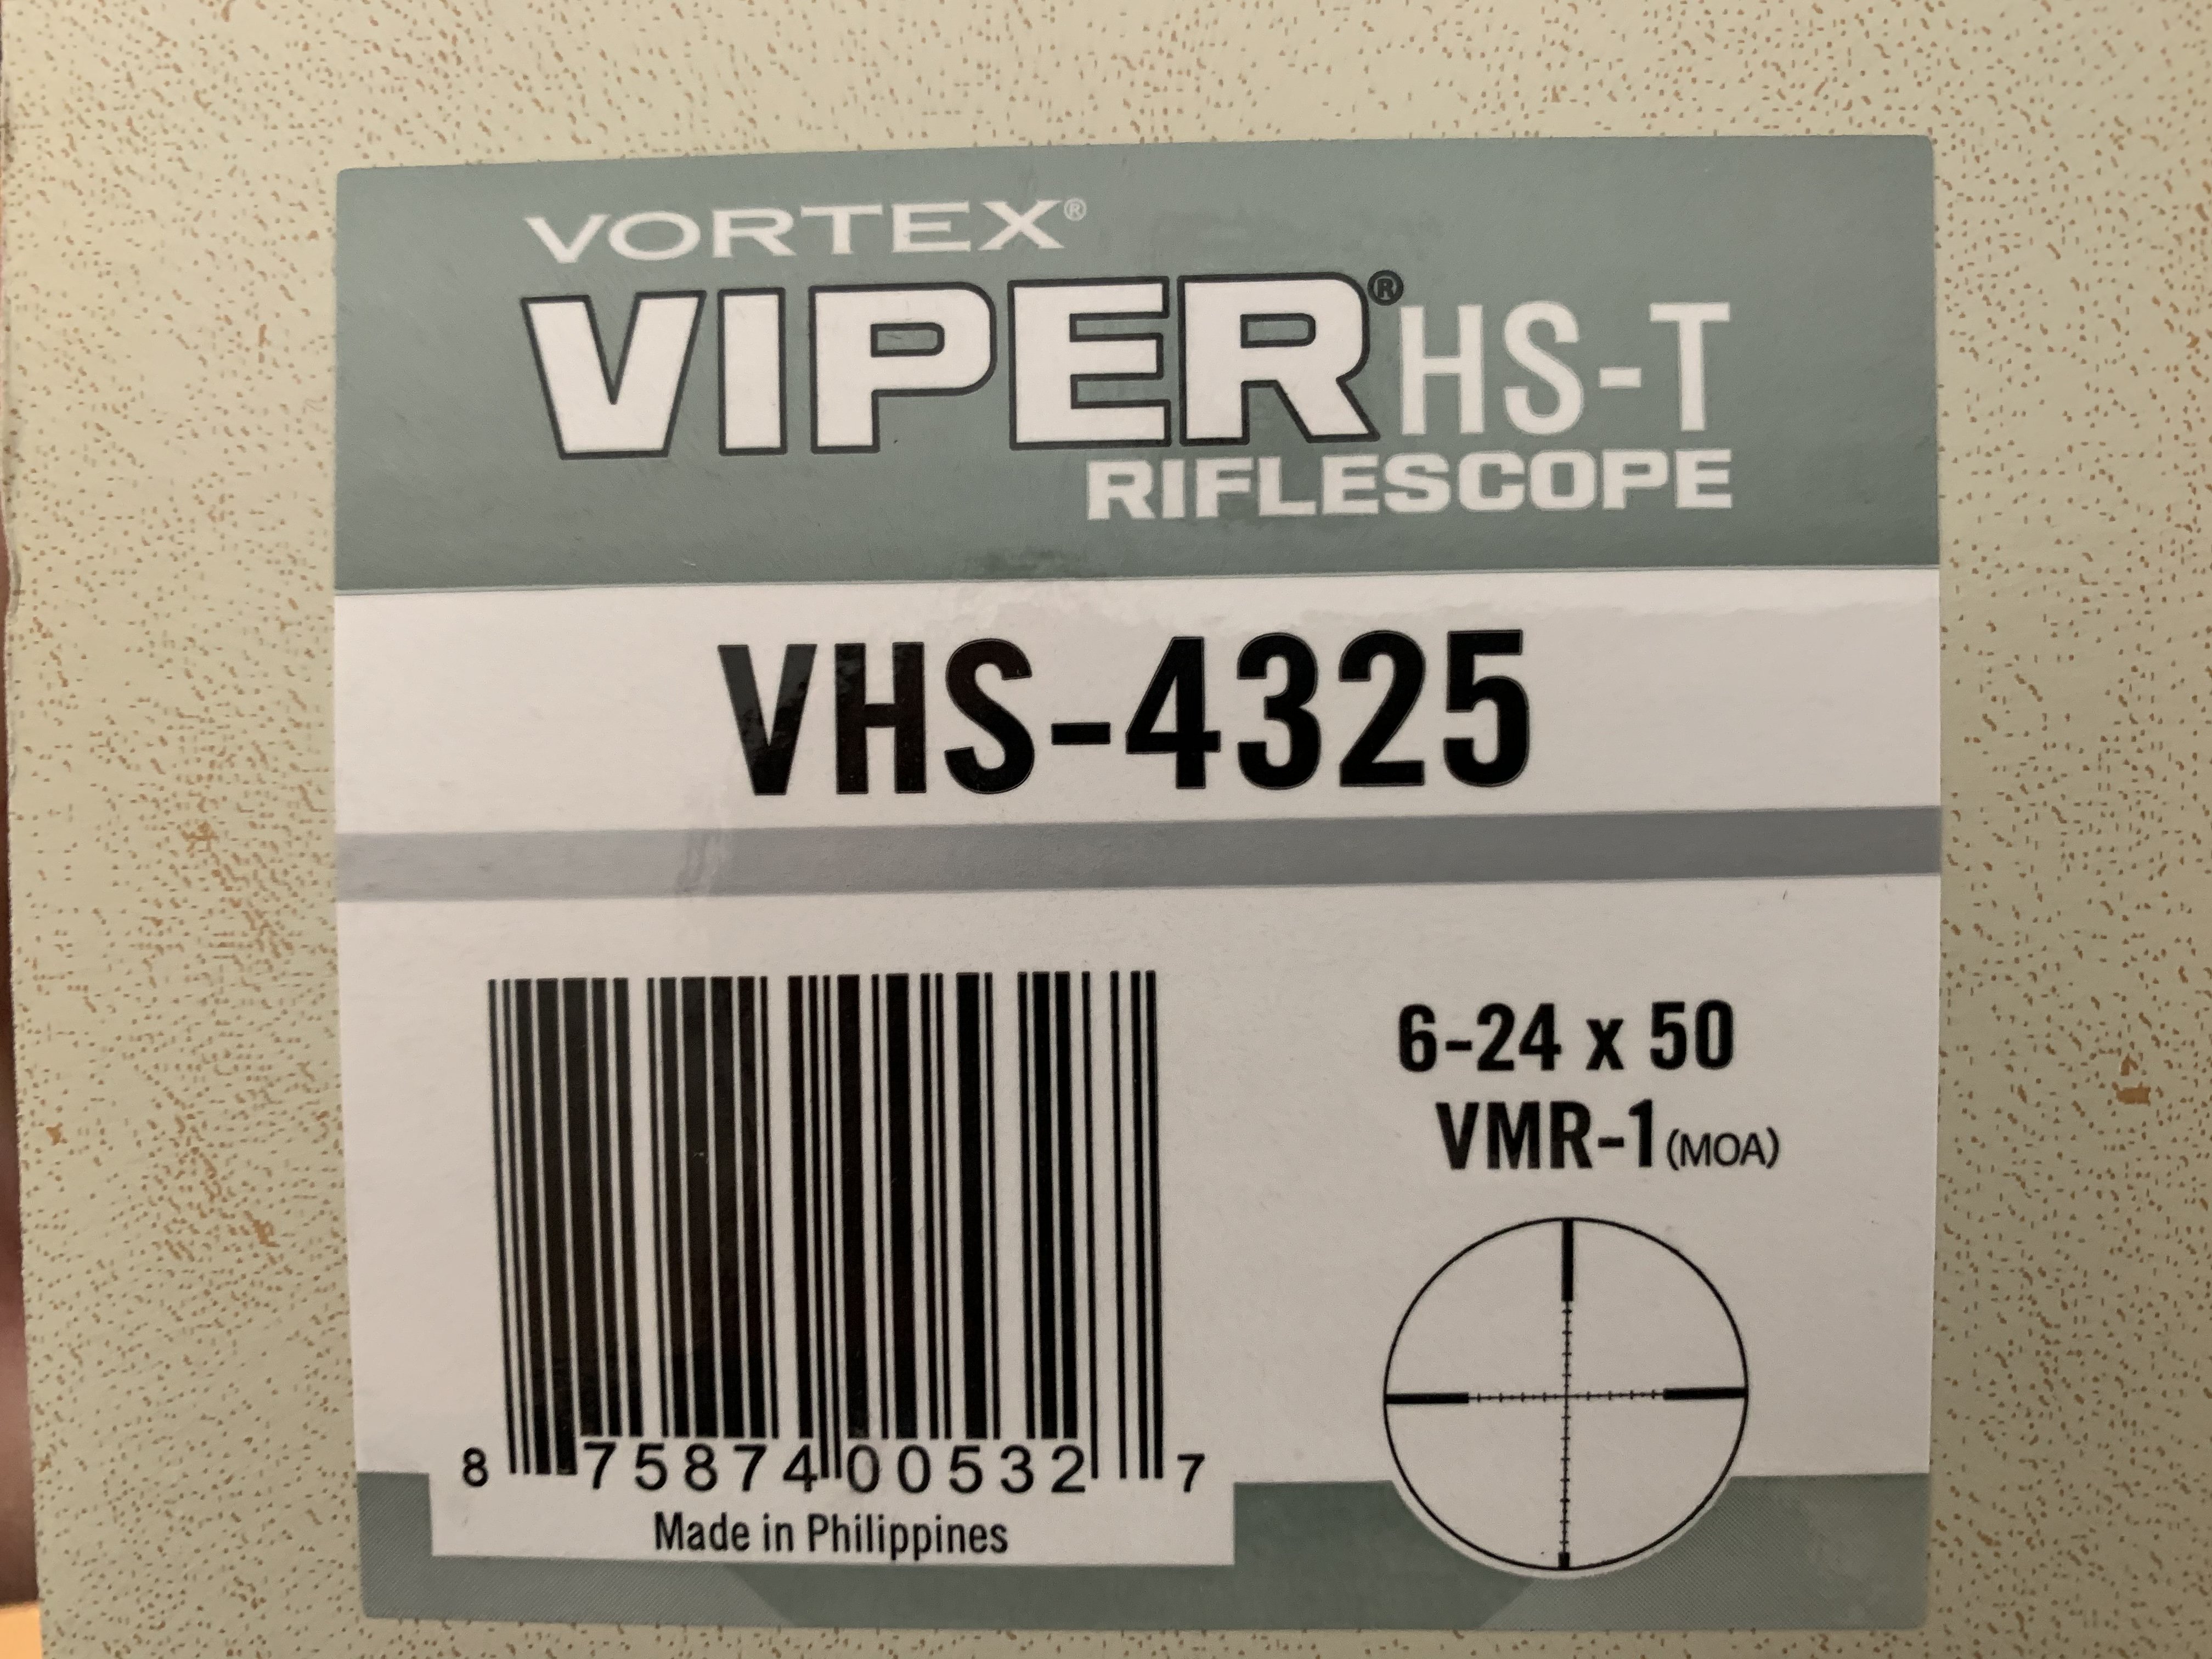 VORTEX®
VIPER® HS-T
RIFLESCOPE
VHS-4325
6-24 x 50
VMR-1 (MOA)
8 75874 00532 7
Made in Philippines